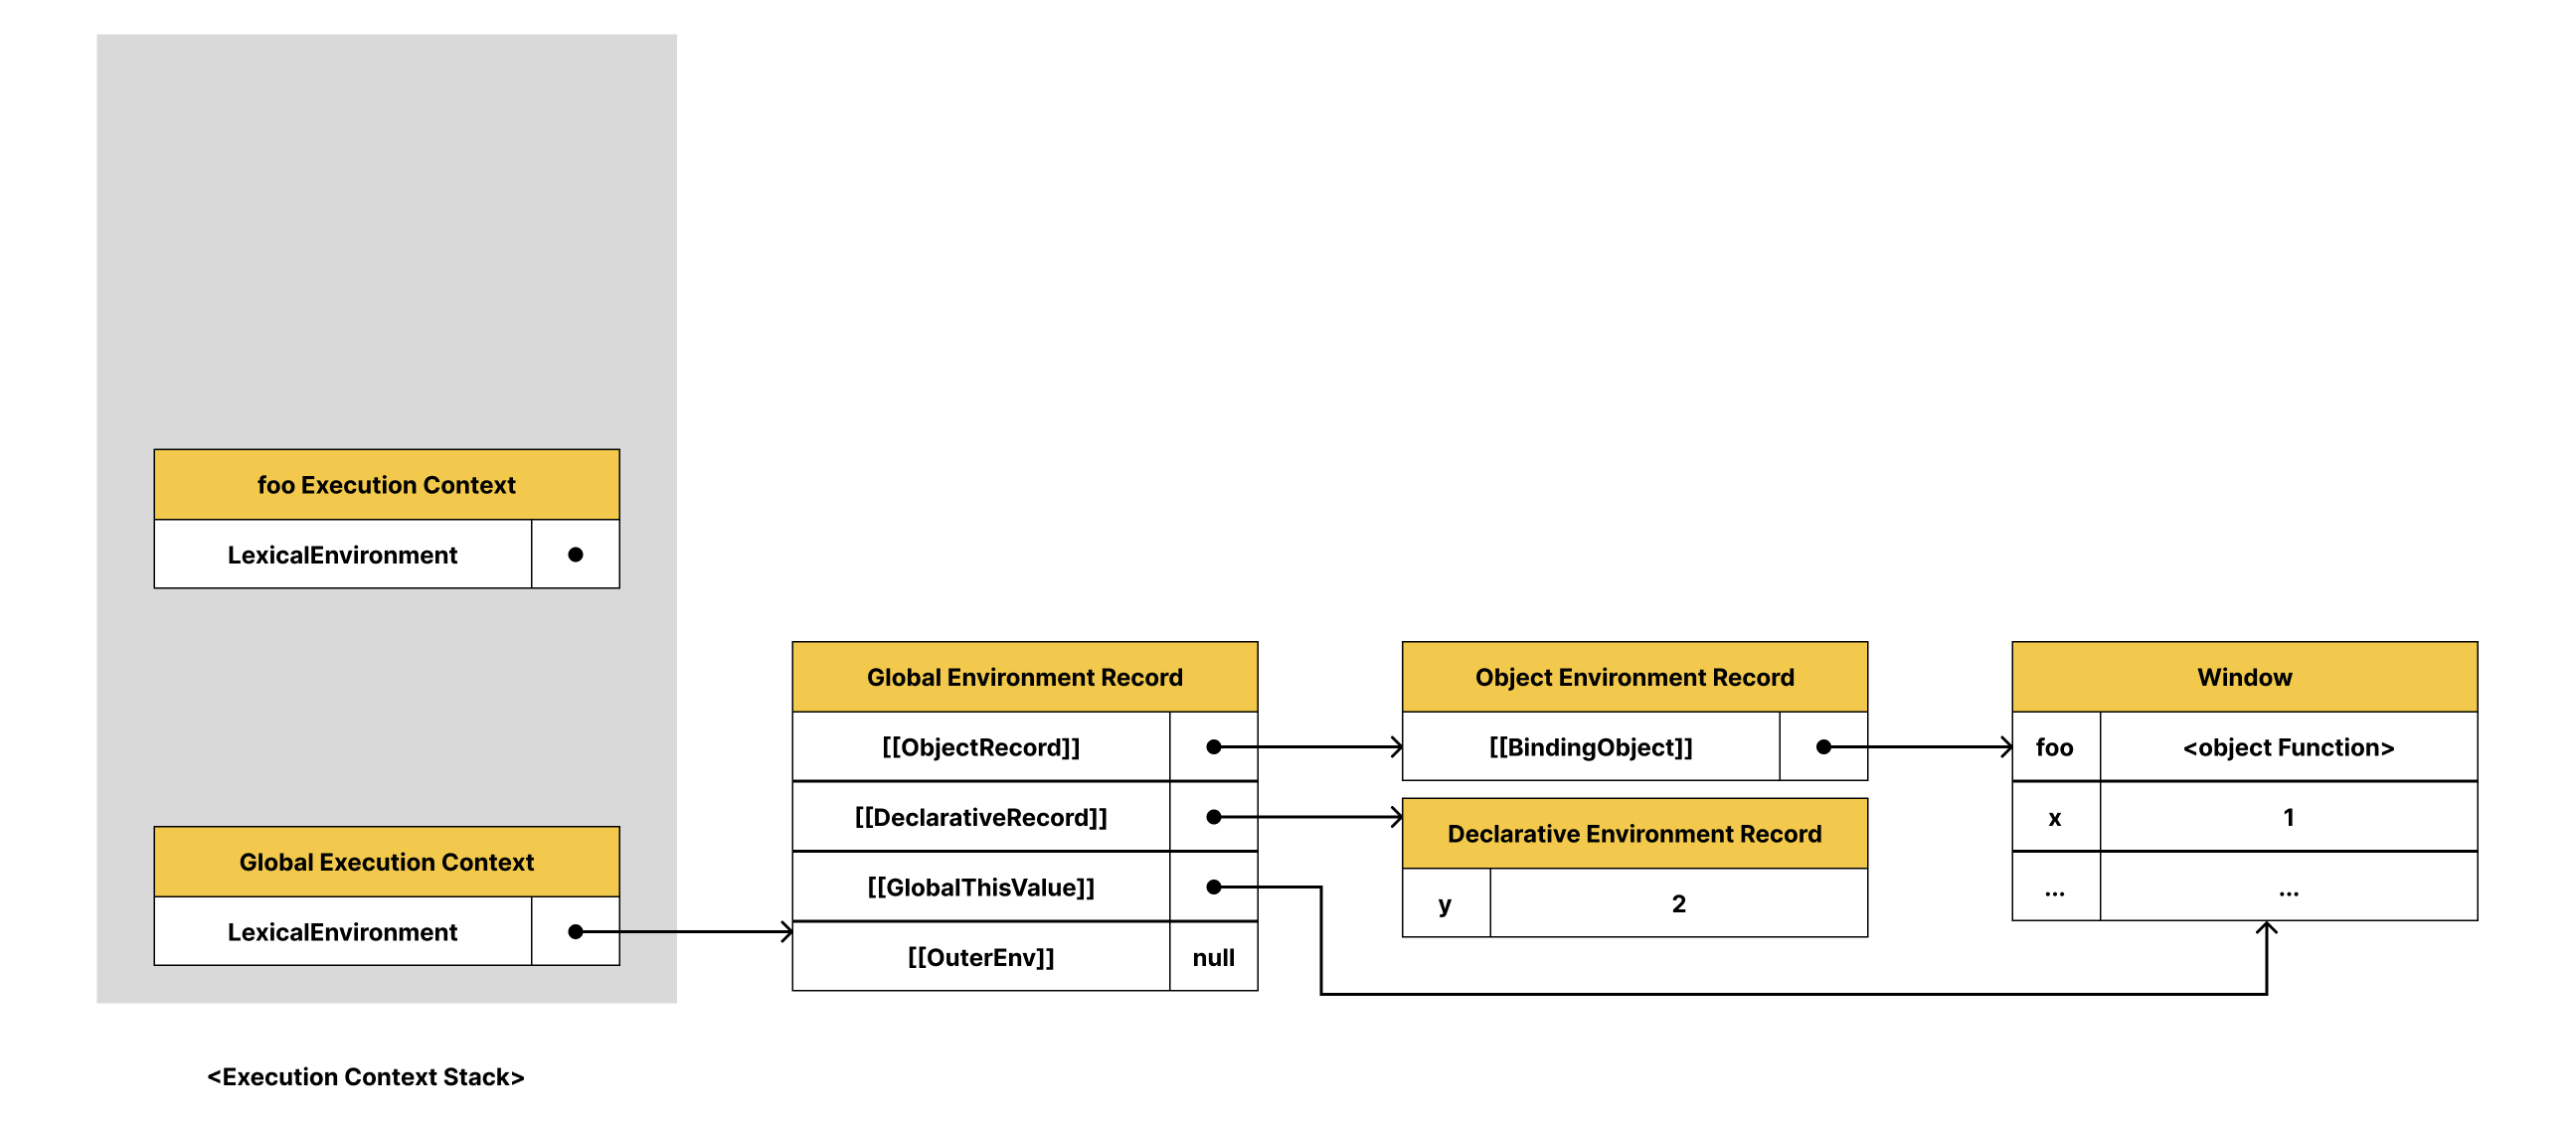 foo Execution Context
LexicalEnvironment
Global Execution Context
LexicalEnvironment
<Execution Context Stack>
Global Environment Record
[[ObjectRecord]]
[[DeclarativeRecord]]
[[GlobalThisValue]]
[[OuterEnv]] null
Object Environment Record
[[BindingObject]]
Declarative Environment Record
y 2
Window
foo <object Function>
x 1
... ...